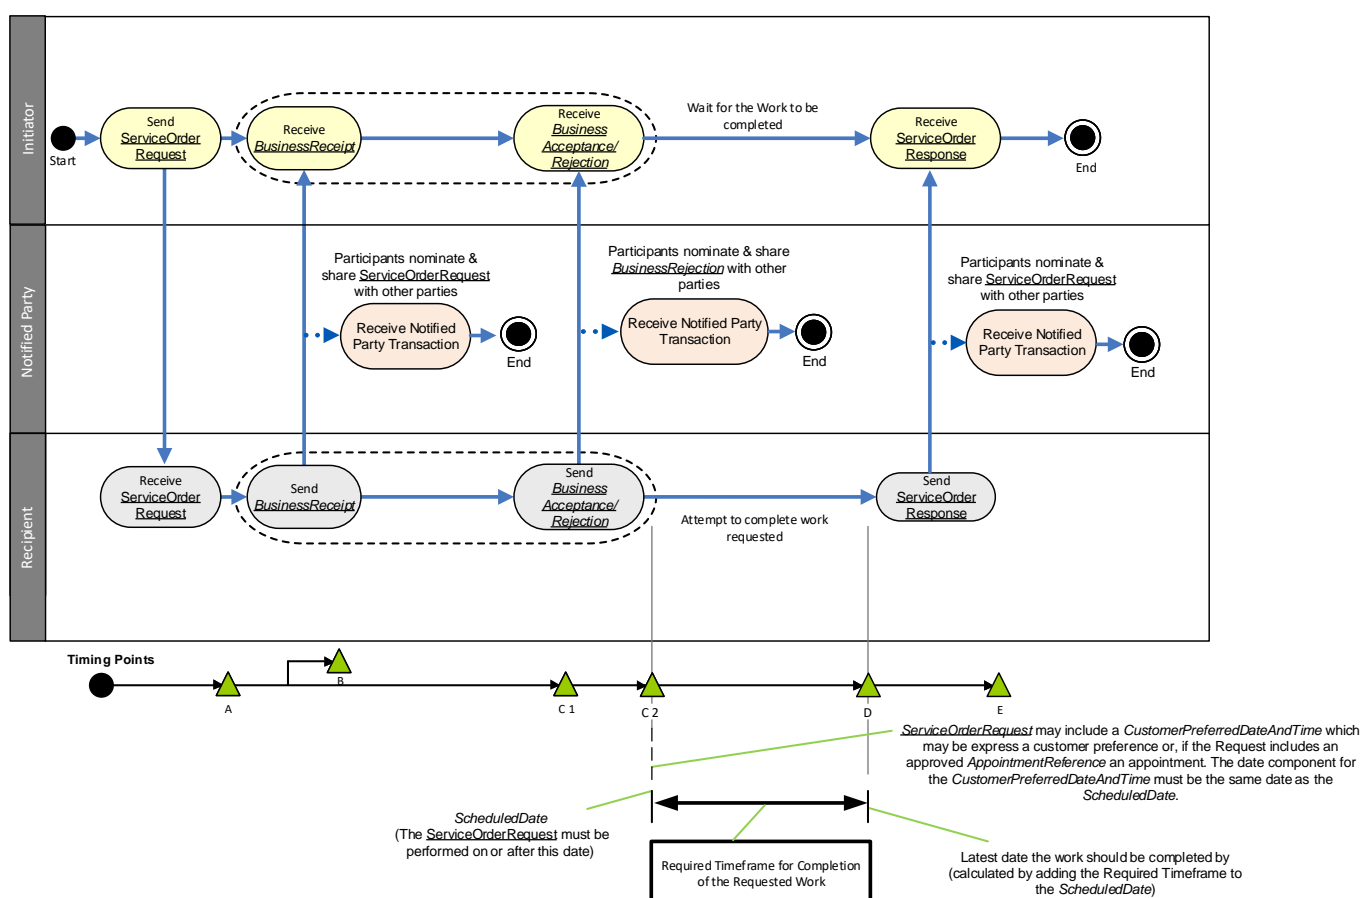 Initiator
Start
Send
ServiceOrder
Request
Receive
BusinessReceipt
Receive
Business
Acceptance/
Rejection
Wait for the Work to be
completed
Receive
ServiceOrder
Response
End
Notified Party
Participants nominate &
share ServiceOrderRequest
with other parties
Receive Notified
Party Transaction
End
Participants nominate & share
BusinessRejection with other
parties
Receive Notified Party
Transaction
End
Participants nominate &
share ServiceOrderRequest
with other parties
Receive Notified
Party Transaction
End
Recipient
Receive
ServiceOrder
Request
Send
BusinessReceipt
Send
Business
Acceptance/
Rejection
Attempt to complete work
requested
Send
ServiceOrder
Response
Timing Points
A
B
C 1
C 2
D
E
ServiceOrderRequest may include a CustomerPreferredDateAndTime which
may be express a customer preference or, if the Request includes an
approved AppointmentReference an appointment. The date component for
the CustomerPreferredDateAndTime must be the same date as the
ScheduledDate.
ScheduledDate
(The ServiceOrderRequest must be
performed on or after this date)
Required Timeframe for Completion
of the Requested Work
Latest date the work should be completed by
(calculated by adding the Required Timeframe to
the ScheduledDate)